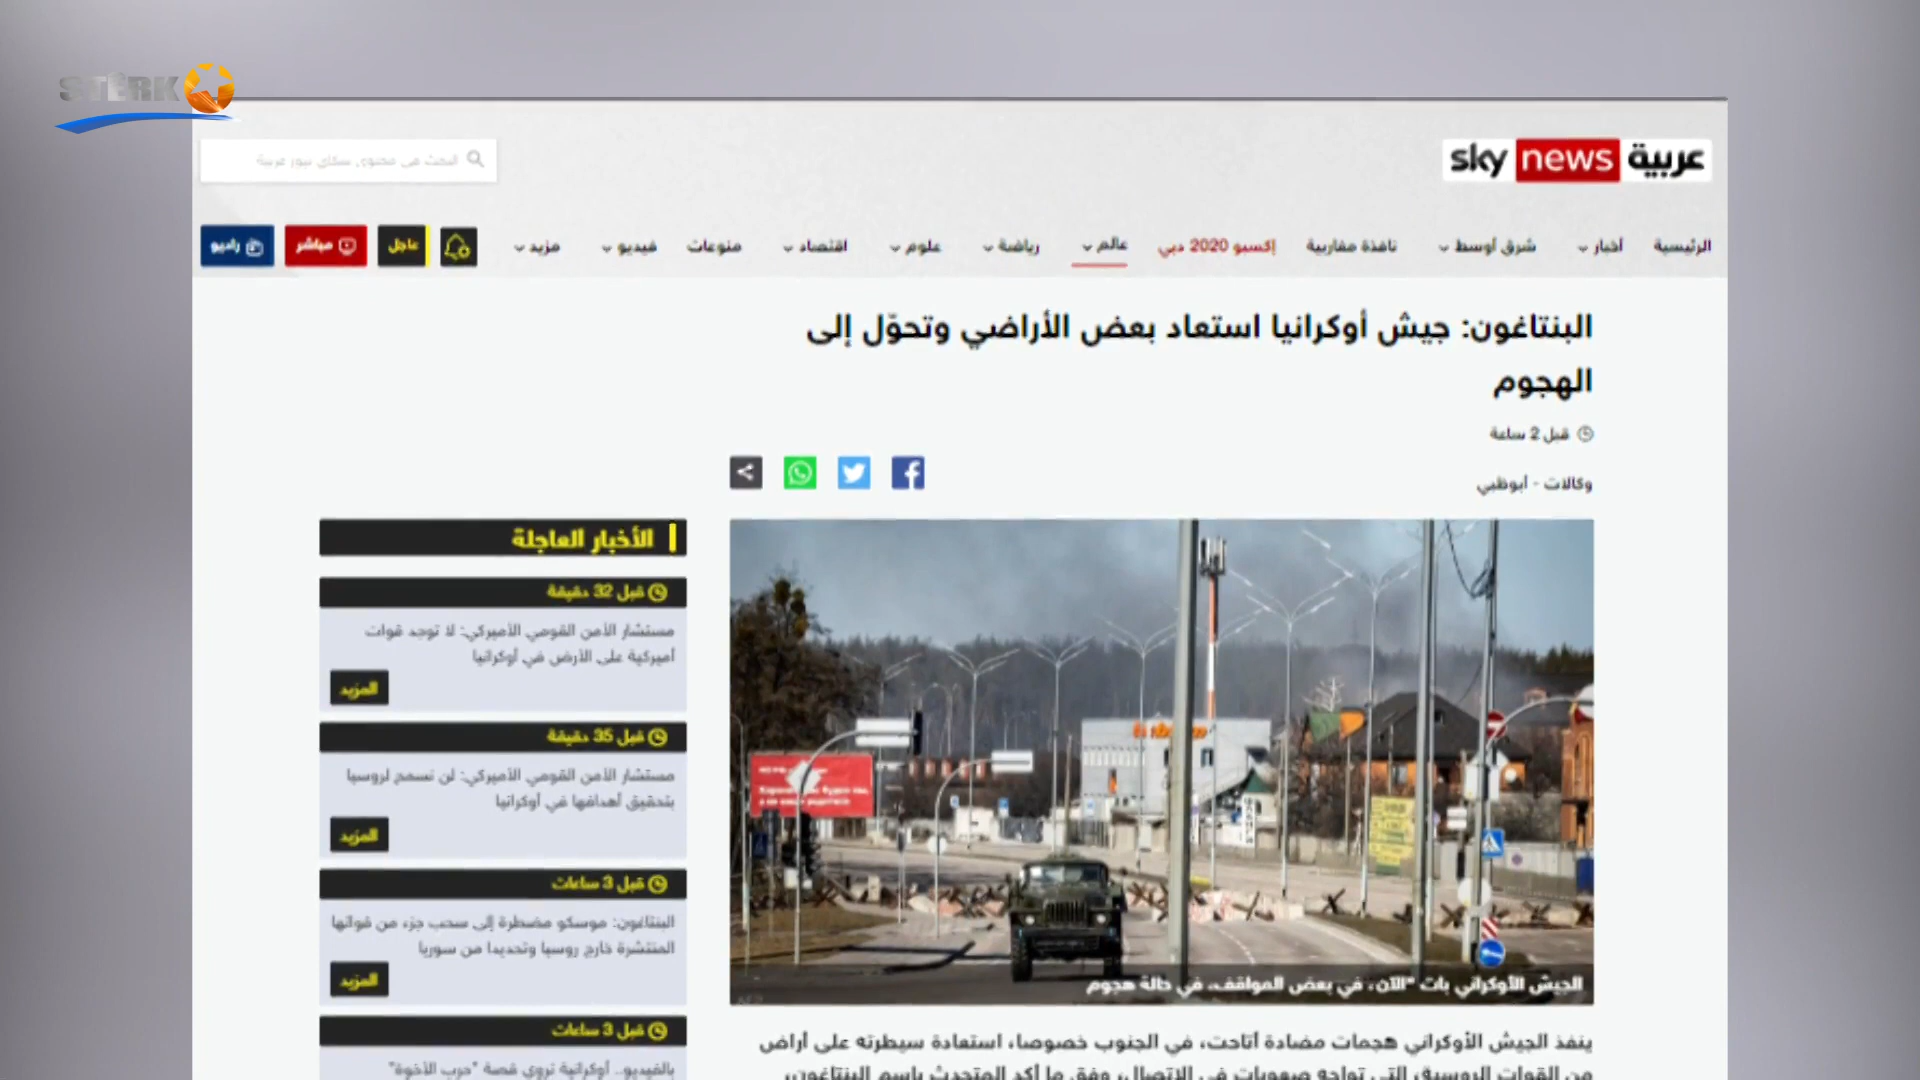 STÊRK
sky news عربية
البحث في محتوى سكاي نيوز عربية
الرئيسية
أخبار
شرق أوسط
نافذة مغاربية
إكسبو 2020 دبي
عالم
رياضة
علوم
اقتصاد
منوعات
فيديو
مزيد
عاجل
مباشر
راديو
البنتاغون: جيش أوكرانيا استعاد بعض الأراضي وتحوّل إلى
الهجوم
قبل 2 ساعة
وكالات - أبوظبي
الجيش الأوكراني بات "الآن، في بعض المواقف، في حالة هجوم
ينفذ الجيش الأوكراني هجمات مضادة أتاحت، في الجنوب خصوصا، استعادة سيطرته على أراض
من القوات الروسية، التي تواجه صعوبات في الاتصال، وفق ما أكد المتحدث باسم البنتاغون،
الأخبار العاجلة
قبل 32 دقيقة
مستشار الأمن القومي الأميركي: لا توجد قوات
أميركية على الأرض في أوكرانيا
المزيد
قبل 35 دقيقة
مستشار الأمن القومي الأميركي: لن نسمح لروسيا
بتحقيق أهدافها في أوكرانيا
المزيد
قبل 3 ساعات
البنتاغون: موسكو مضطرة إلى سحب جزء من قواتها
المنتشرة خارج روسيا وتحديدا من سوريا
المزيد
قبل 3 ساعات
بالفيديو.. أوكرانية تروي قصة "حرب الأخوة"